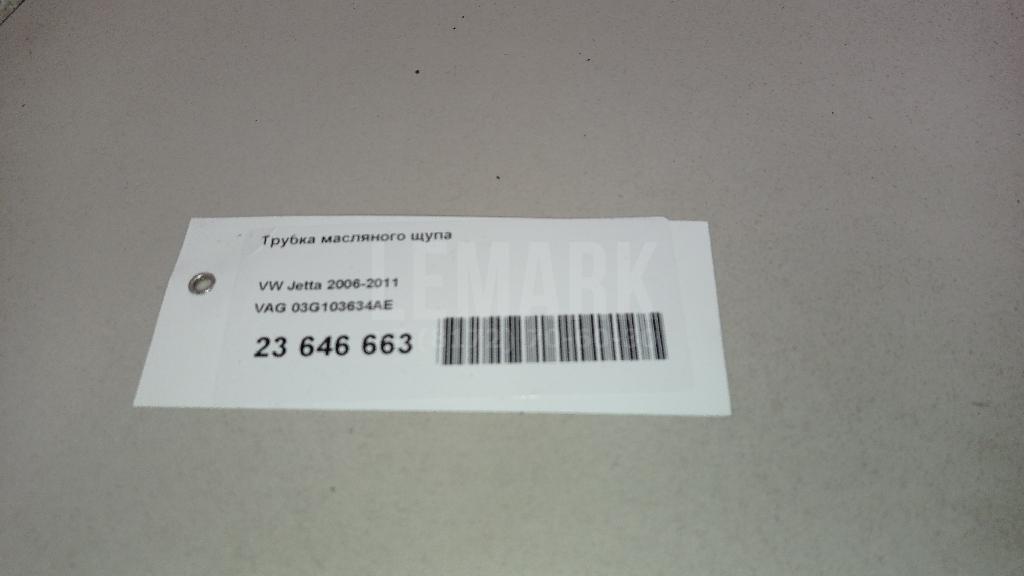 Трубка масляного щупа
VW Jetta 2006-2011
VAG 03G103634AE
23 646 663
LEMARK